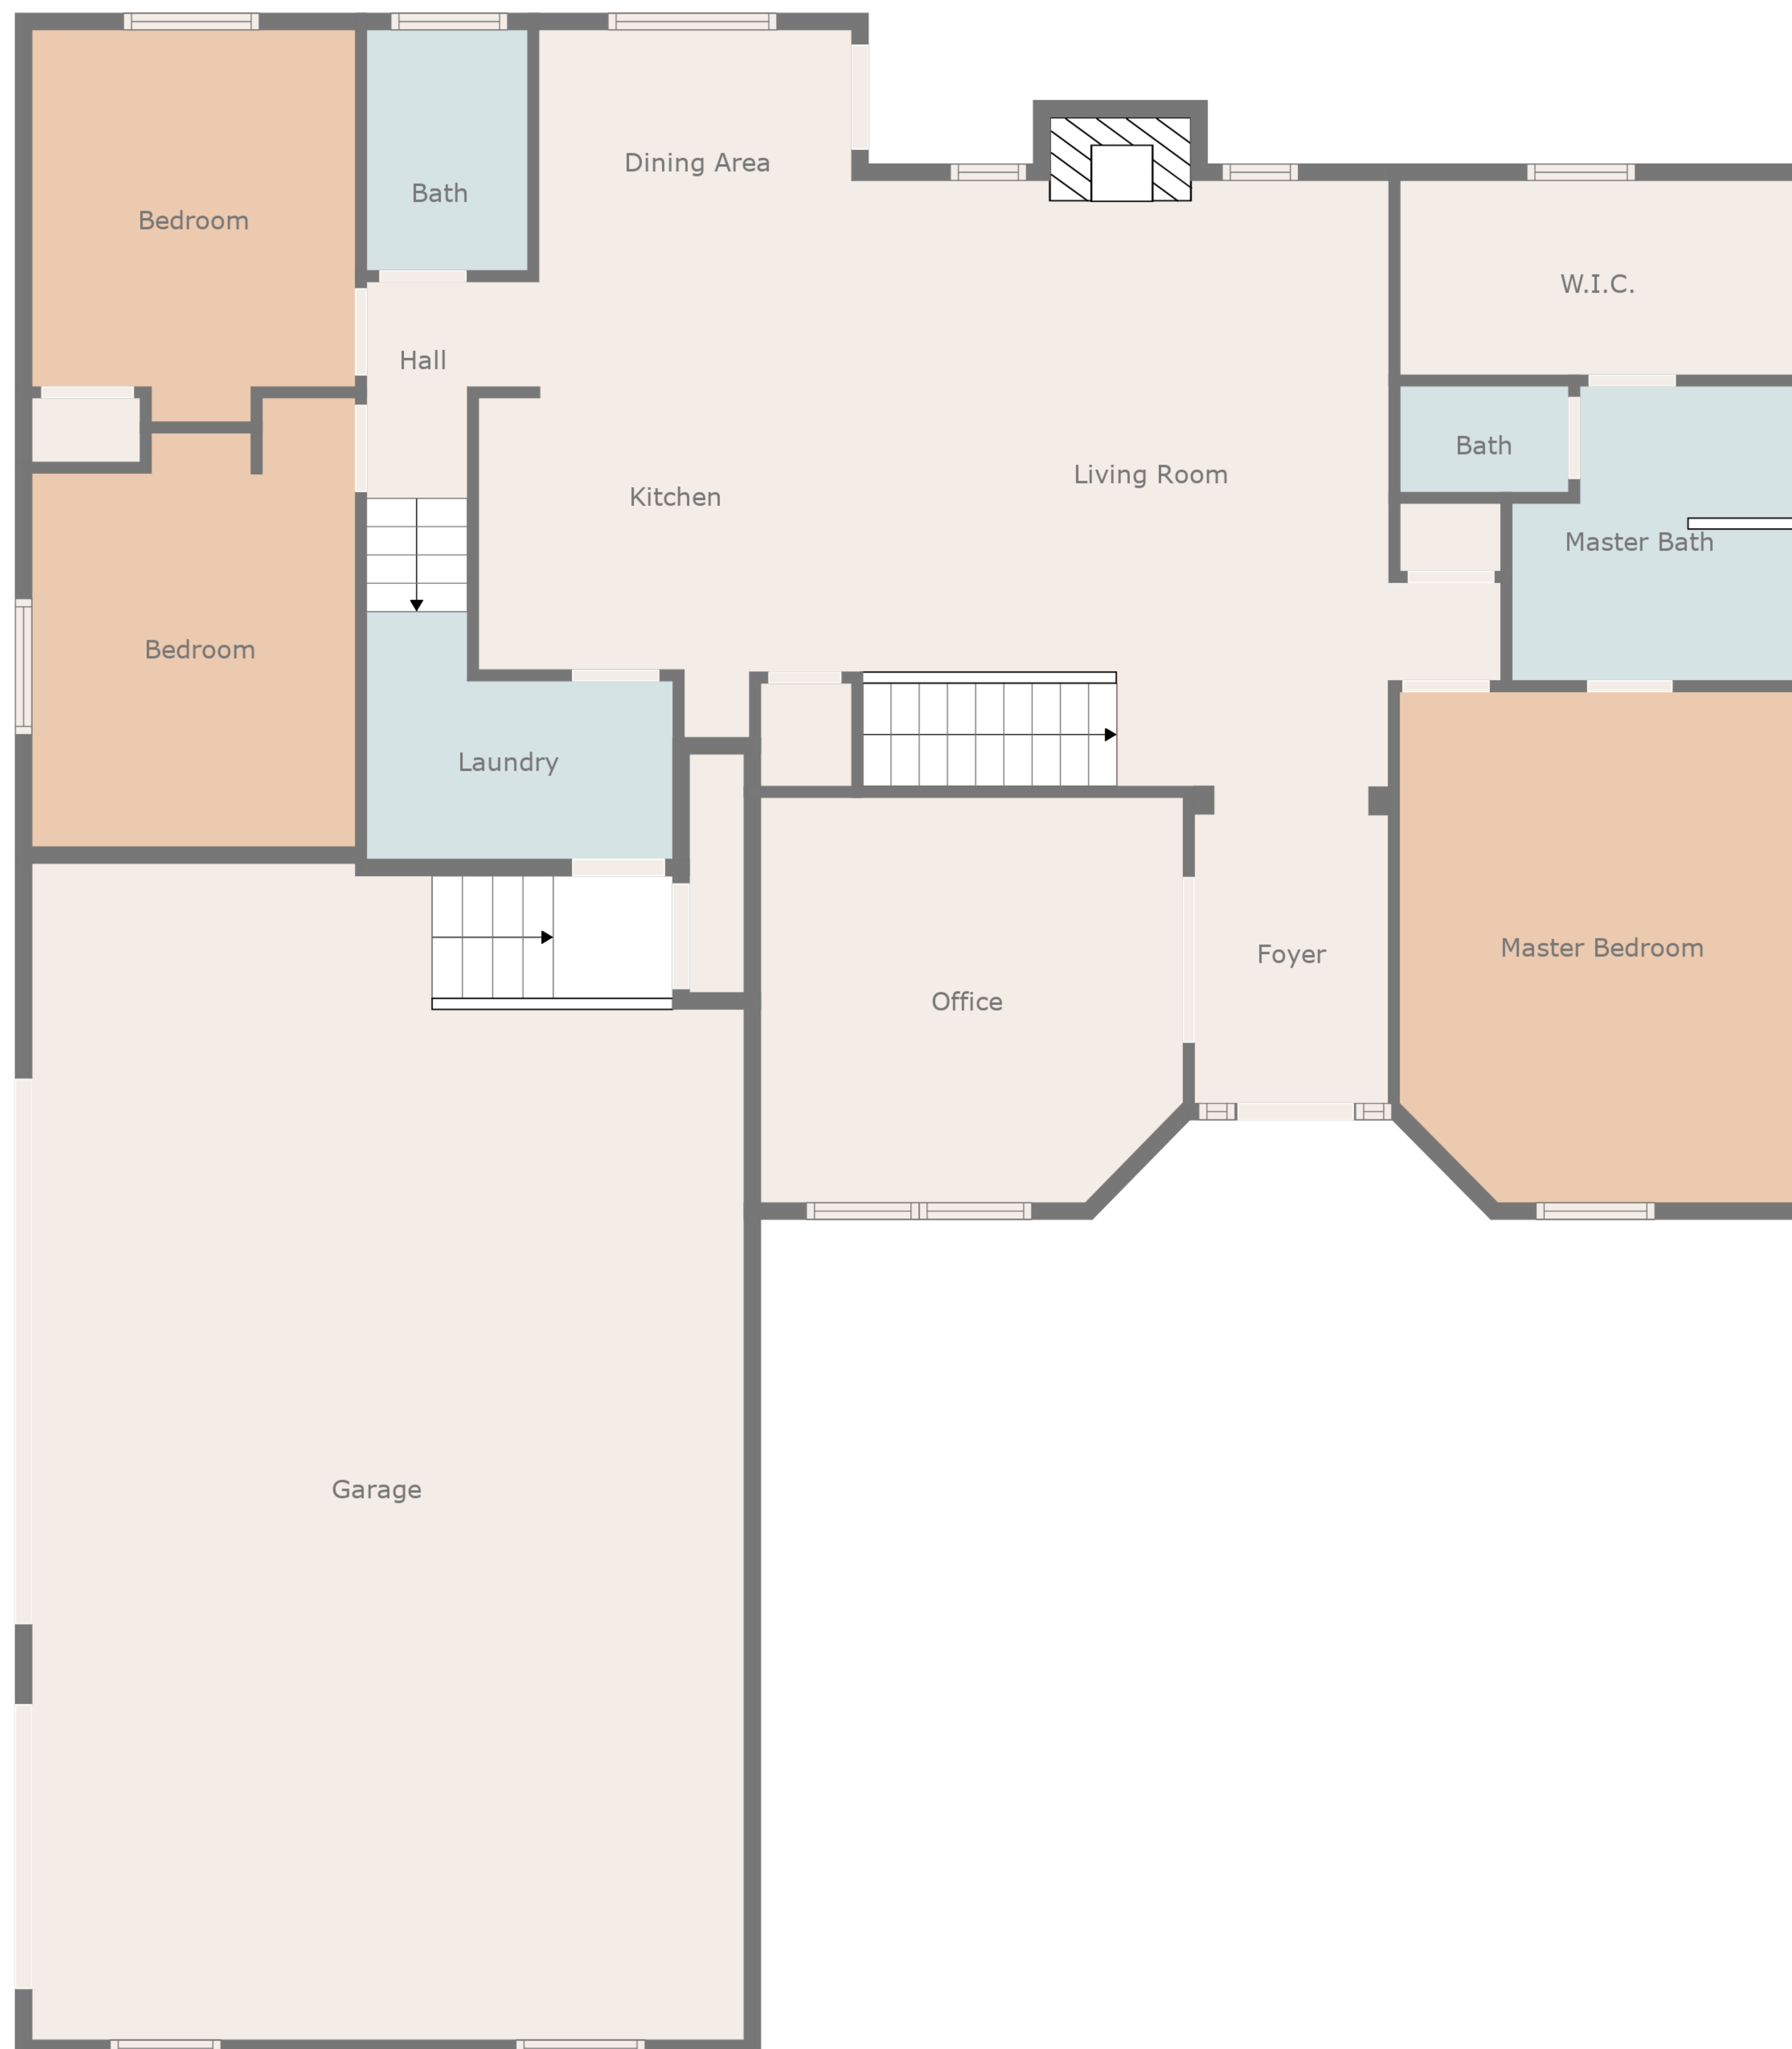 Dining Area
Bath
Bedroom
W.I.C.
Hall
Bath
Living Room
Kitchen
Master Bath
Bedroom
Laundry
Master Bedroom
Foyer
Office
Garage